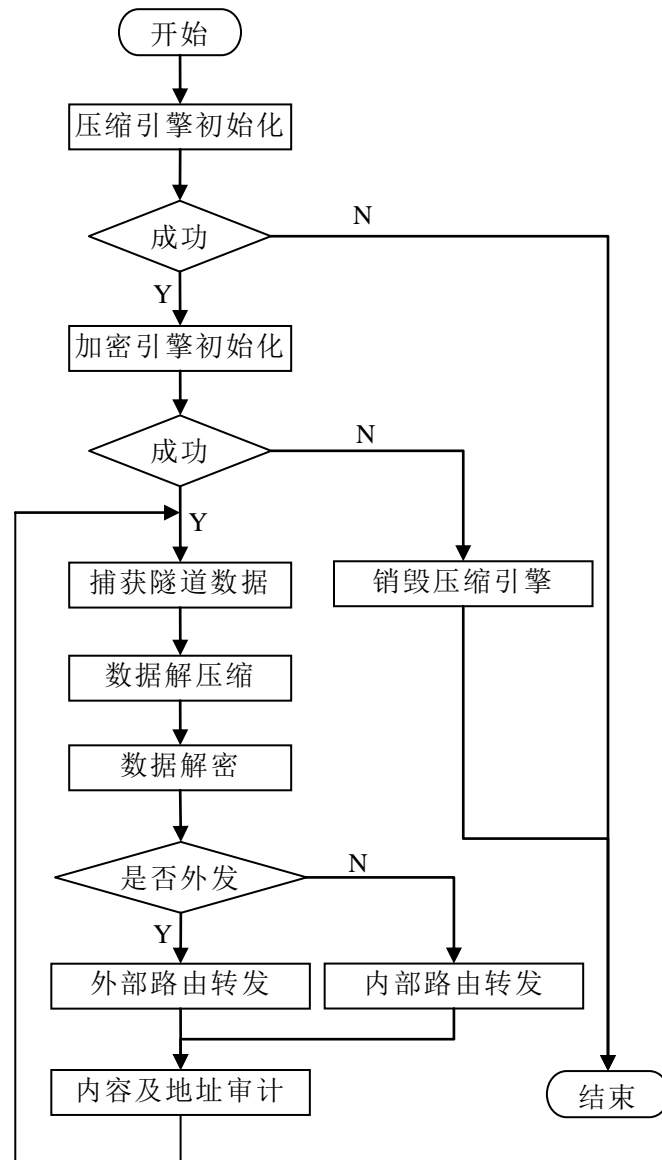 开始
压缩引擎初始化
N
成功
Y
加密引擎初始化
N
成功
Y
捕获隧道数据
销毁压缩引擎
数据解压缩
数据解密
N
是否外发
Y
外部路由转发
内部路由转发
内容及地址审计
结束